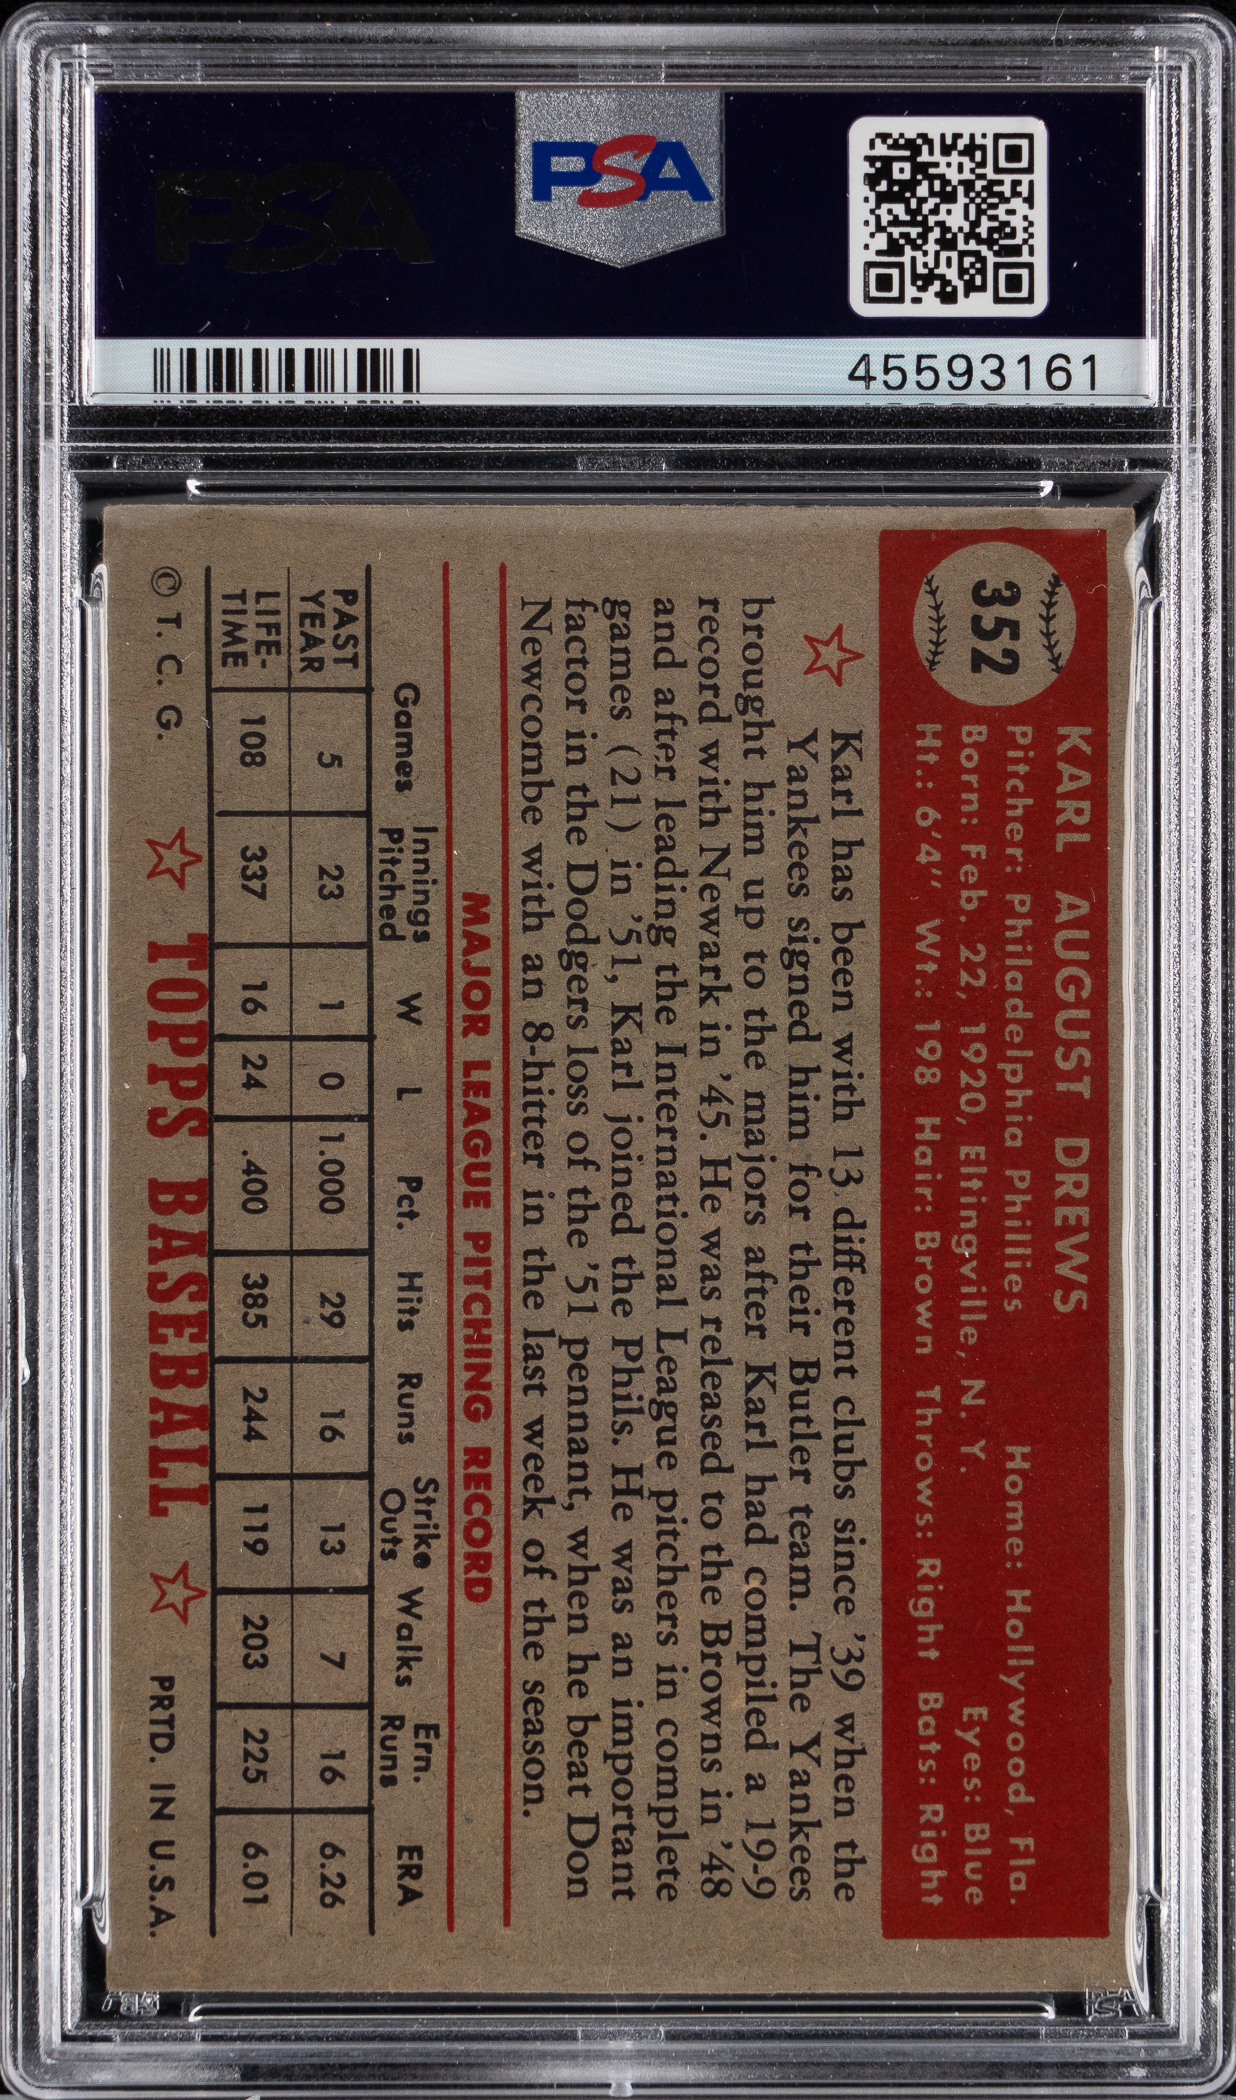 PSA
PSA
45593161
352
KARL AUGUST DREWS
Pitcher: Philadelphia Phillies Home: Hollywood, Fla.
Born: Feb. 22, 1920, Eltingville, N. Y. Eyes: Blue
Ht.: 6'4" Wt.: 198 Hair: Brown Throws: Right Bats: Right
Karl has been with 13 different clubs since '39 when the
Yankees signed him for their Butler team. The Yankees
brought him up to the majors after Karl had compiled a 19-9
record with Newark in '45. He was released to the Browns in '48
and after leading the International League pitchers in complete
games (21) in '51, Karl joined the Phils. He was an important
factor in the Dodgers loss of the '51 pennant, when he beat Don
Newcombe with an 8-hitter in the last week of the season.
MAJOR LEAGUE PITCHING RECORD
Games Innings Pitched W L Pct. Hits Runs Strike Outs Walks Ern. Runs ERA
PAST YEAR 5 23 1 0 1.000 29 16 13 7 16 6.26
LIFE-TIME 108 337 16 24 .400 385 244 119 203 225 6.01
© T. C. G. TOPPS BASEBALL PRTD. IN U.S.A.